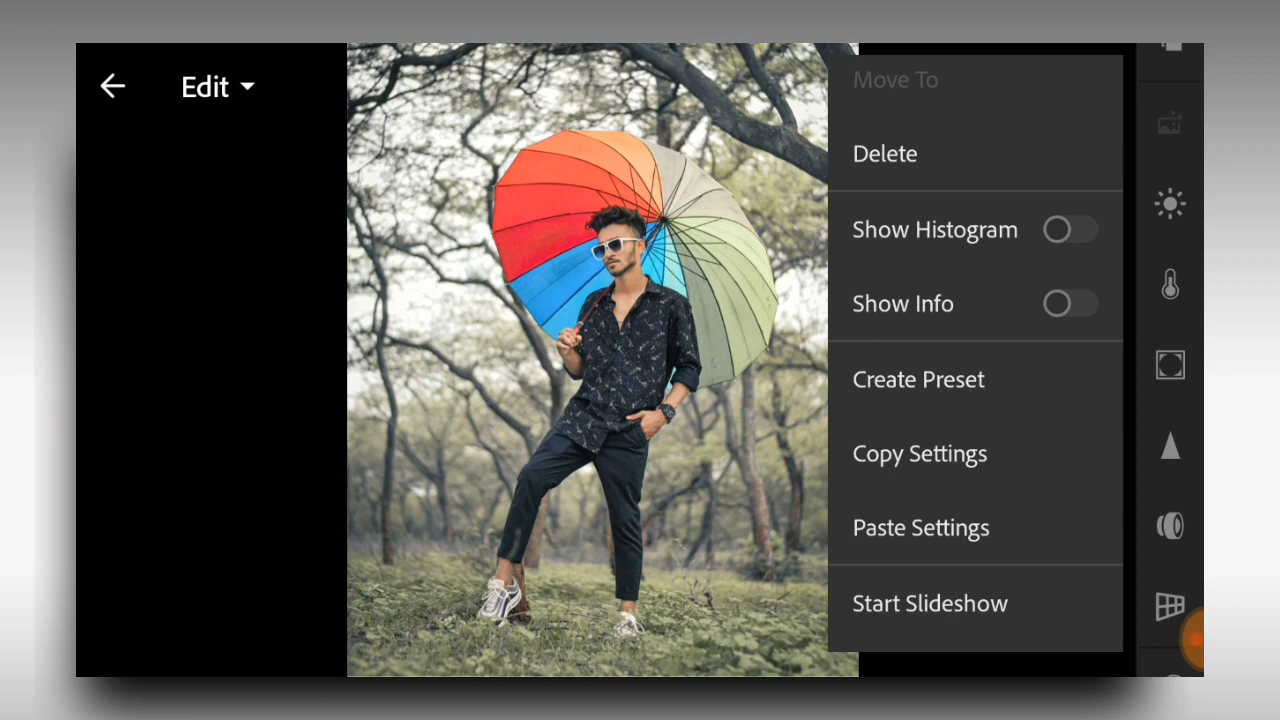 Edit
Move To
Delete
Show Histogram
Show Info
Create Preset
Copy Settings
Paste Settings
Start Slideshow